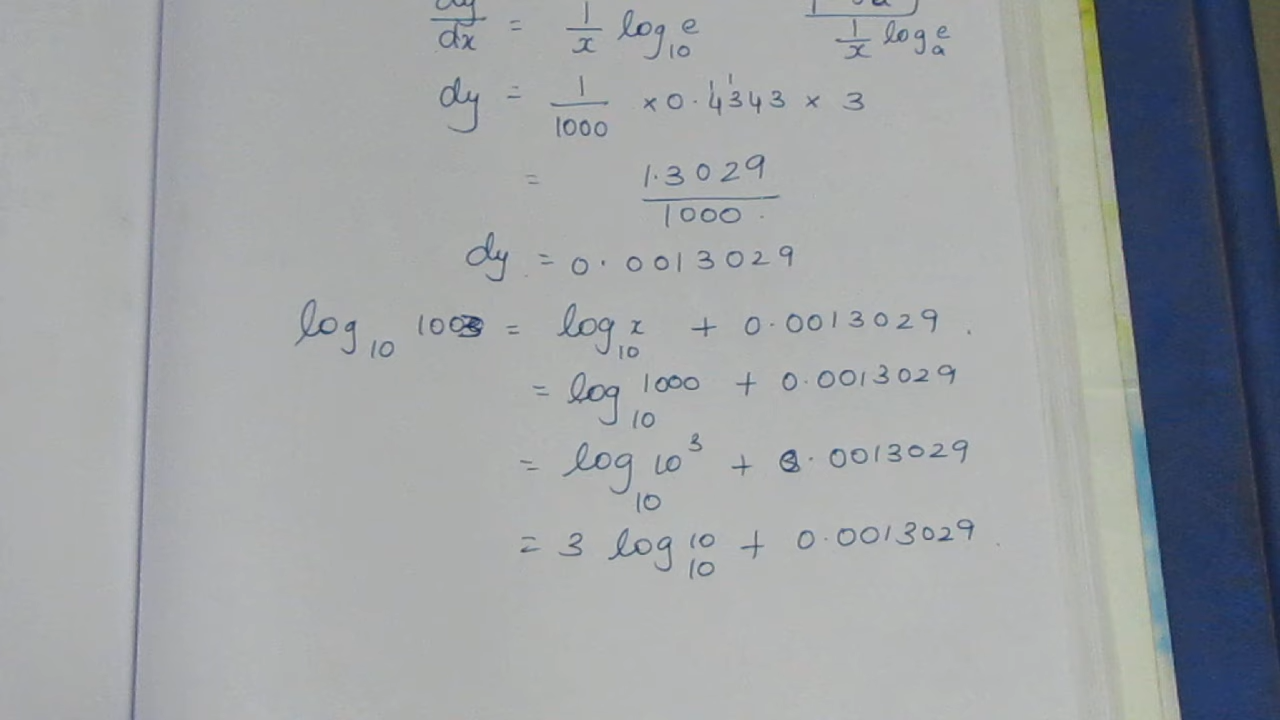 dy/dx = 1/x log₁₀ e 1/x logₐ e
dy = 1/1000 × 0.4343 × 3
= 1.3029/1000
dy = 0.0013029
log₁₀ 1003 = log₁₀ x + 0.0013029
= log₁₀ 1000 + 0.0013029
= log₁₀ 10³ + 0.0013029
= 3 log₁₀ 10 + 0.0013029